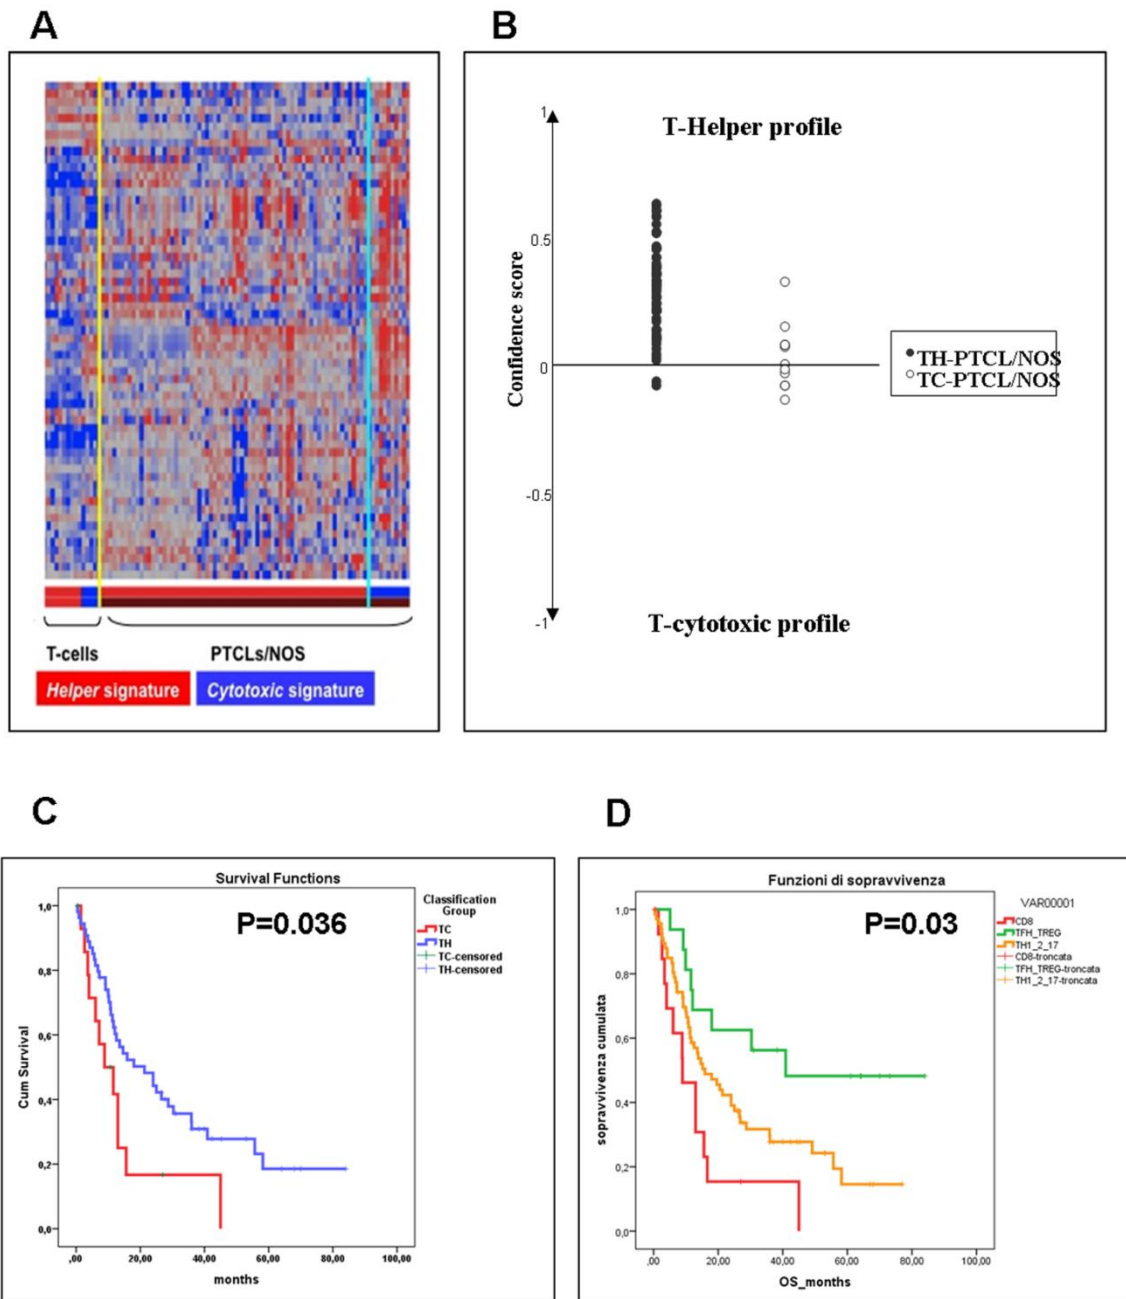 A
B
T-cells
PTCLs/NOS
Helper signature
Cytotoxic signature
1
T-Helper profile
0.5
Confidence score
0
TH-PTCL/NOS
TC-PTCL/NOS
-0.5
-1
T-cytotoxic profile
C
D
Survival Functions
P=0.036
Classification
Group
TC
TH
TC-censored
TH-censored
1,0
0,8
0,6
0,4
0,2
0,0
Cum Survival
,00 20,00 40,00 60,00 80,00 100,00
months
Funzioni di sopravvivenza
P=0.03
VAR00001
CD8
TFH_TREG
TH1_2_17
CD8-troncata
TFH_TREG-troncata
TH1_2_17-troncata
1,0
0,8
0,6
0,4
0,2
0,0
sopravvivenza cumulata
,00 20,00 40,00 60,00 80,00 100,00
OS_months